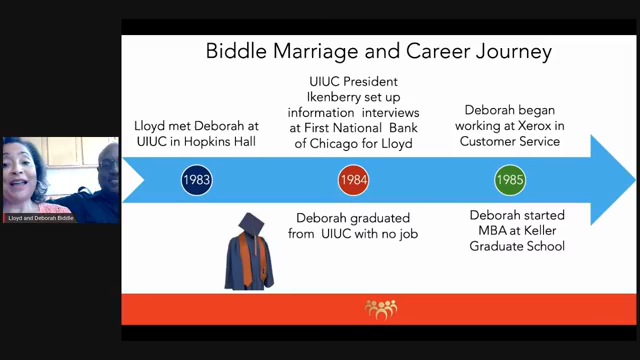 Biddle Marriage and Career Journey
Lloyd met Deborah at
UIUC in Hopkins Hall
UIUC President
Ikenberry set up
information interviews
at First National Bank
of Chicago for Lloyd
Deborah began
working at Xerox in
Customer Service
1983
1984
1985
Deborah graduated
from UIUC with no job
Deborah started
MBA at Keller
Graduate School
Lloyd and Deborah Biddle